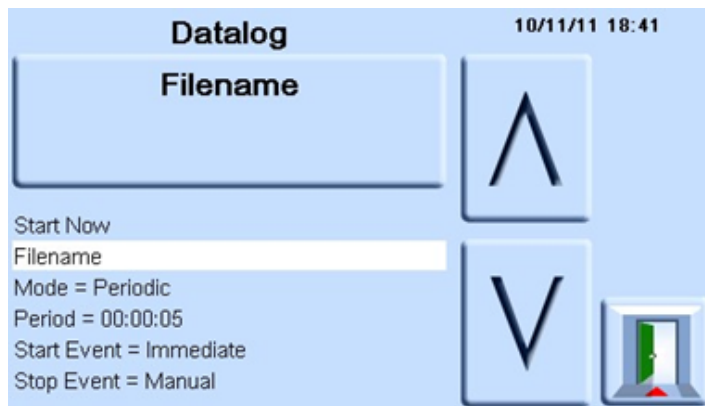 Datalog
10/11/11 18:41
Filename
Start Now
Filename
Mode = Periodic
Period = 00:00:05
Start Event = Immediate
Stop Event = Manual